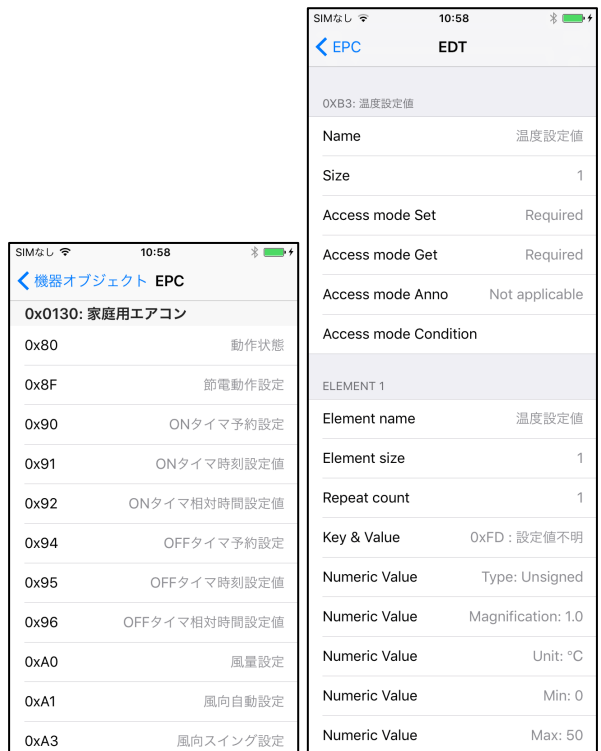 SIMなし 10:58
機器オブジェクト EPC
0x0130: 家庭用エアコン
0x80 動作状態
0x8F 節電動作設定
0x90 ONタイマ予約設定
0x91 ONタイマ時刻設定値
0x92 ONタイマ相対時間設定値
0x94 OFFタイマ予約設定
0x95 OFFタイマ時刻設定値
0x96 OFFタイマ相対時間設定値
0xA0 風量設定
0xA1 風向自動設定
0xA3 風向スイング設定
SIMなし 10:58
EPC EDT
0XB3: 温度設定値
Name 温度設定値
Size 1
Access mode Set Required
Access mode Get Required
Access mode Anno Not applicable
Access mode Condition
ELEMENT 1
Element name 温度設定値
Element size 1
Repeat count 1
Key & Value 0xFD : 設定値不明
Numeric Value Type: Unsigned
Numeric Value Magnification: 1.0
Numeric Value Unit: °C
Numeric Value Min: 0
Numeric Value Max: 50